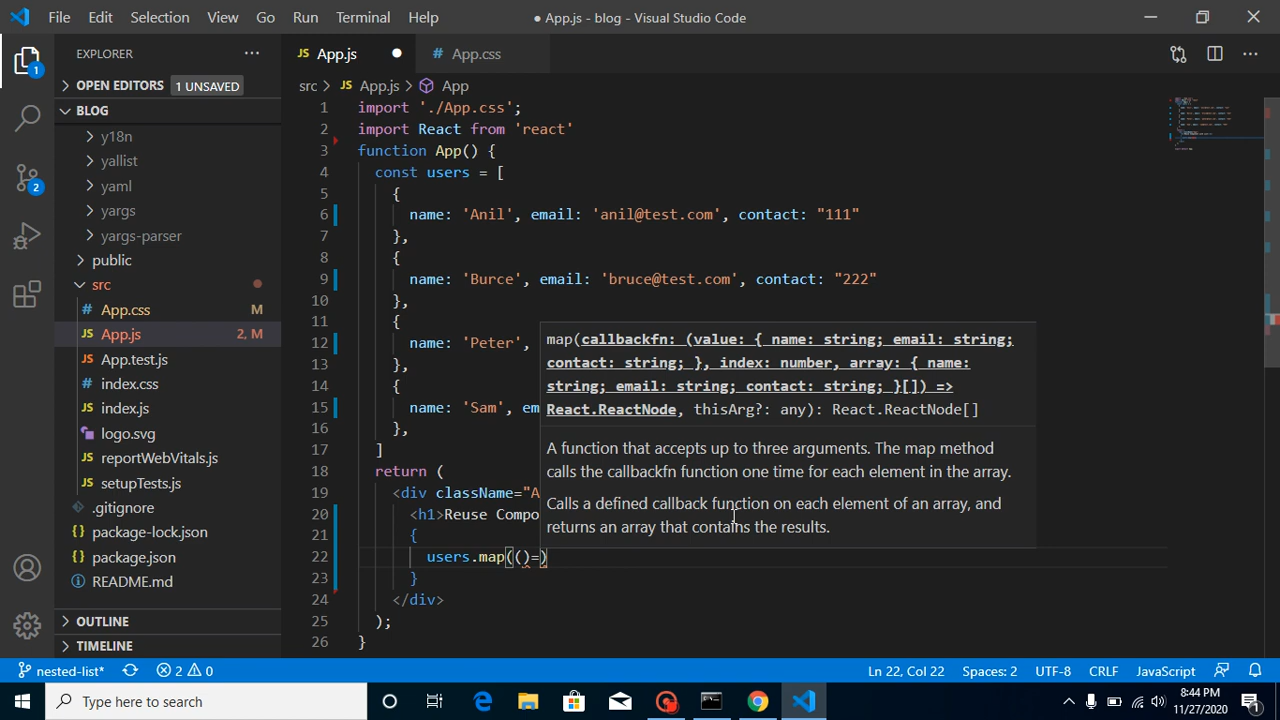 File Edit Selection View Go Run Terminal Help
● App.js - blog - Visual Studio Code
EXPLORER
OPEN EDITORS 1 UNSAVED
BLOG
y18n
yallist
yaml
yargs
yargs-parser
public
src
# App.css M
JS App.js 2, M
JS App.test.js
# index.css
JS index.js
logo.svg
JS reportWebVitals.js
JS setupTests.js
.gitignore
package-lock.json
package.json
README.md
OUTLINE
TIMELINE
1
2
JS App.js ●
# App.css
src > JS App.js > App
1 import './App.css';
2 import React from 'react'
3 function App() {
4 const users = [
5 {
6 name: 'Anil', email: 'anil@test.com', contact: "111"
7 },
8 {
9 name: 'Burce', email: 'bruce@test.com', contact: "222"
10 },
11 {
12 name: 'Peter',
13 },
14 {
15 name: 'Sam', em
16 },
17 ]
18 return (
19 <div className="A
20 <h1>Reuse Compo
21 {
22 users.map(()=)
23 }
24 </div>
25 );
26 }
map(callbackfn: (value: { name: string; email: string;
contact: string; }, index: number, array: { name:
string; email: string; contact: string; }[]) =>
React.ReactNode, thisArg?: any): React.ReactNode[]
A function that accepts up to three arguments. The map method
calls the callbackfn function one time for each element in the array.
Calls a defined callback function on each element of an array, and
returns an array that contains the results.
nested-list* 2 0
Ln 22, Col 22 Spaces: 2 UTF-8 CRLF JavaScript
Type here to search
8:44 PM
11/27/2020
1